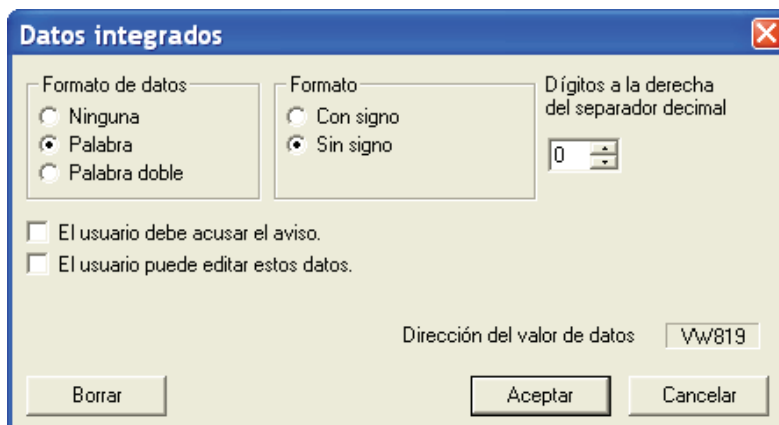 Datos integrados
Formato de datos
Ninguna
Palabra
Palabra doble
Formato
Con signo
Sin signo
Dígitos a la derecha
del separador decimal
0
El usuario debe acusar el aviso.
El usuario puede editar estos datos.
Dirección del valor de datos VW819
Borrar Aceptar Cancelar